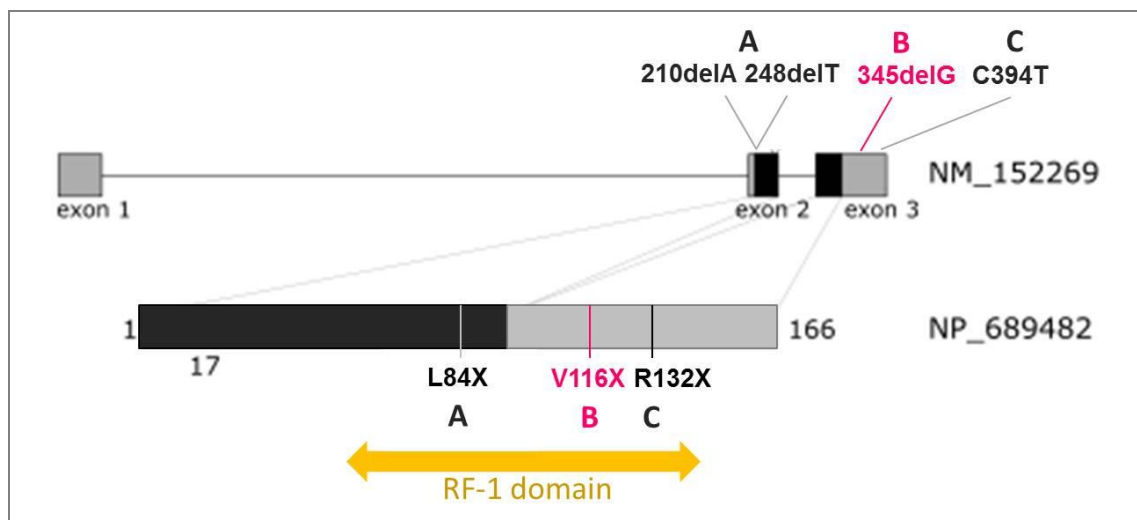 A B C
210delA 248delT 345delG C394T
NM_152269
exon 1 exon 2 exon 3
1 166 NP_689482
17
L84X V116X R132X
A B C
RF-1 domain